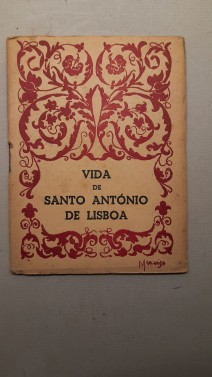 VIDA
DE
SANTO ANTÓNIO
DE LISBOA